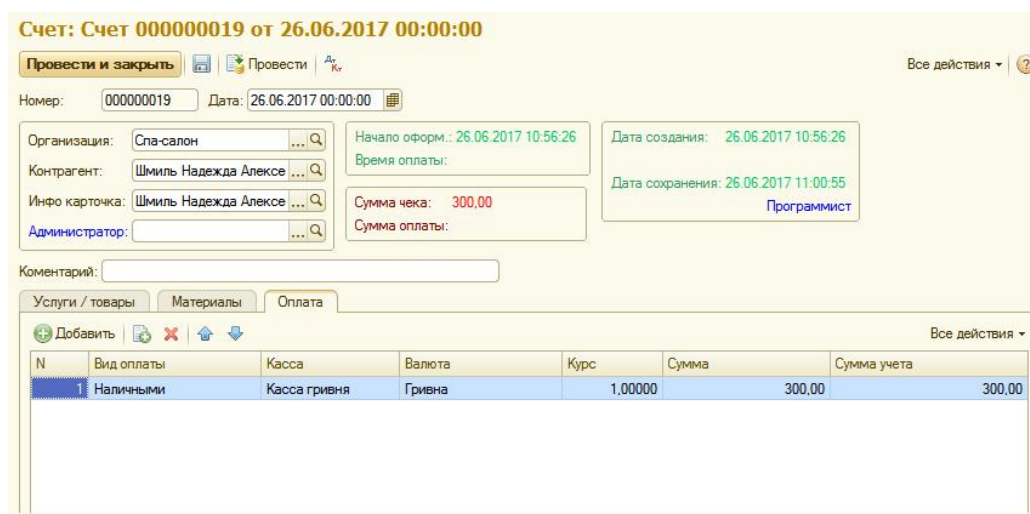 Счет: Счет 000000019 от 26.06.2017 00:00:00
Провести и закрыть Провести Дт Кт Все действия ?
Номер: 000000019 Дата: 26.06.2017 00:00:00
Организация: Спа-салон ... Начало оформ.: 26.06.2017 10:56:26 Дата создания: 26.06.2017 10:56:26
Контрагент: Шмиль Надежда Алексе ... Время оплаты:
Дата сохранения: 26.06.2017 11:00:55
Инфо карточка: Шмиль Надежда Алексе ... Сумма чека: 300,00 Программист
Администратор: ... Сумма оплаты:
Коментарий:
Услуги / товары Материалы Оплата
Добавить Все действия
N Вид оплаты Касса Валюта Курс Сумма Сумма учета
1 Наличными Касса гривня Гривна 1,00000 300,00 300,00